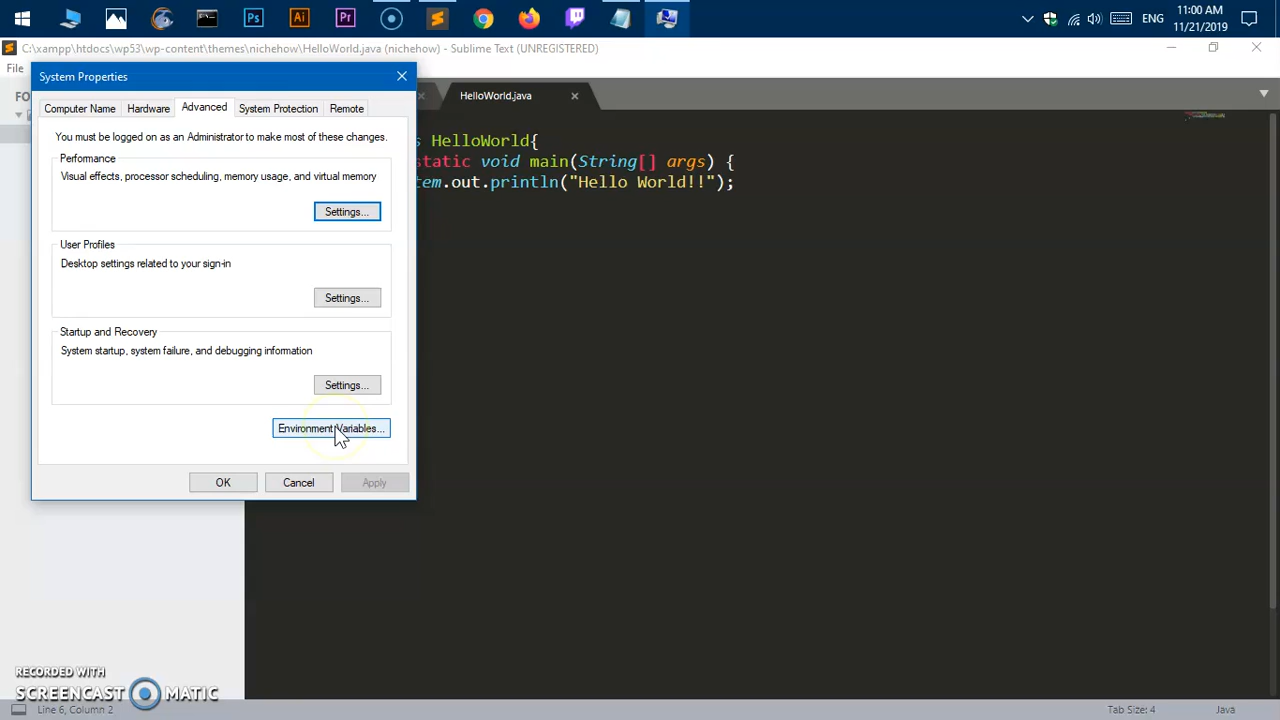 Ps
Ai
Pr
ENG
11:00 AM
11/21/2019
C:\xampp\htdocs\wp53\wp-content\themes\nichehow\HelloWorld.java (nichehow) - Sublime Text (UNREGISTERED)
File
System Properties
FO
HelloWorld.java
Computer Name
Hardware
Advanced
System Protection
Remote
You must be logged on as an Administrator to make most of these changes.
HelloWorld{
Performance
static void main(String[] args) {
Visual effects, processor scheduling, memory usage, and virtual memory
em.out.println("Hello World!!");
Settings...
User Profiles
Desktop settings related to your sign-in
Settings...
Startup and Recovery
System startup, system failure, and debugging information
Settings...
Environment Variables...
OK
Cancel
Apply
RECORDED WITH
SCREENCAST MATIC
Line 6, Column 2
Tab Size: 4
Java